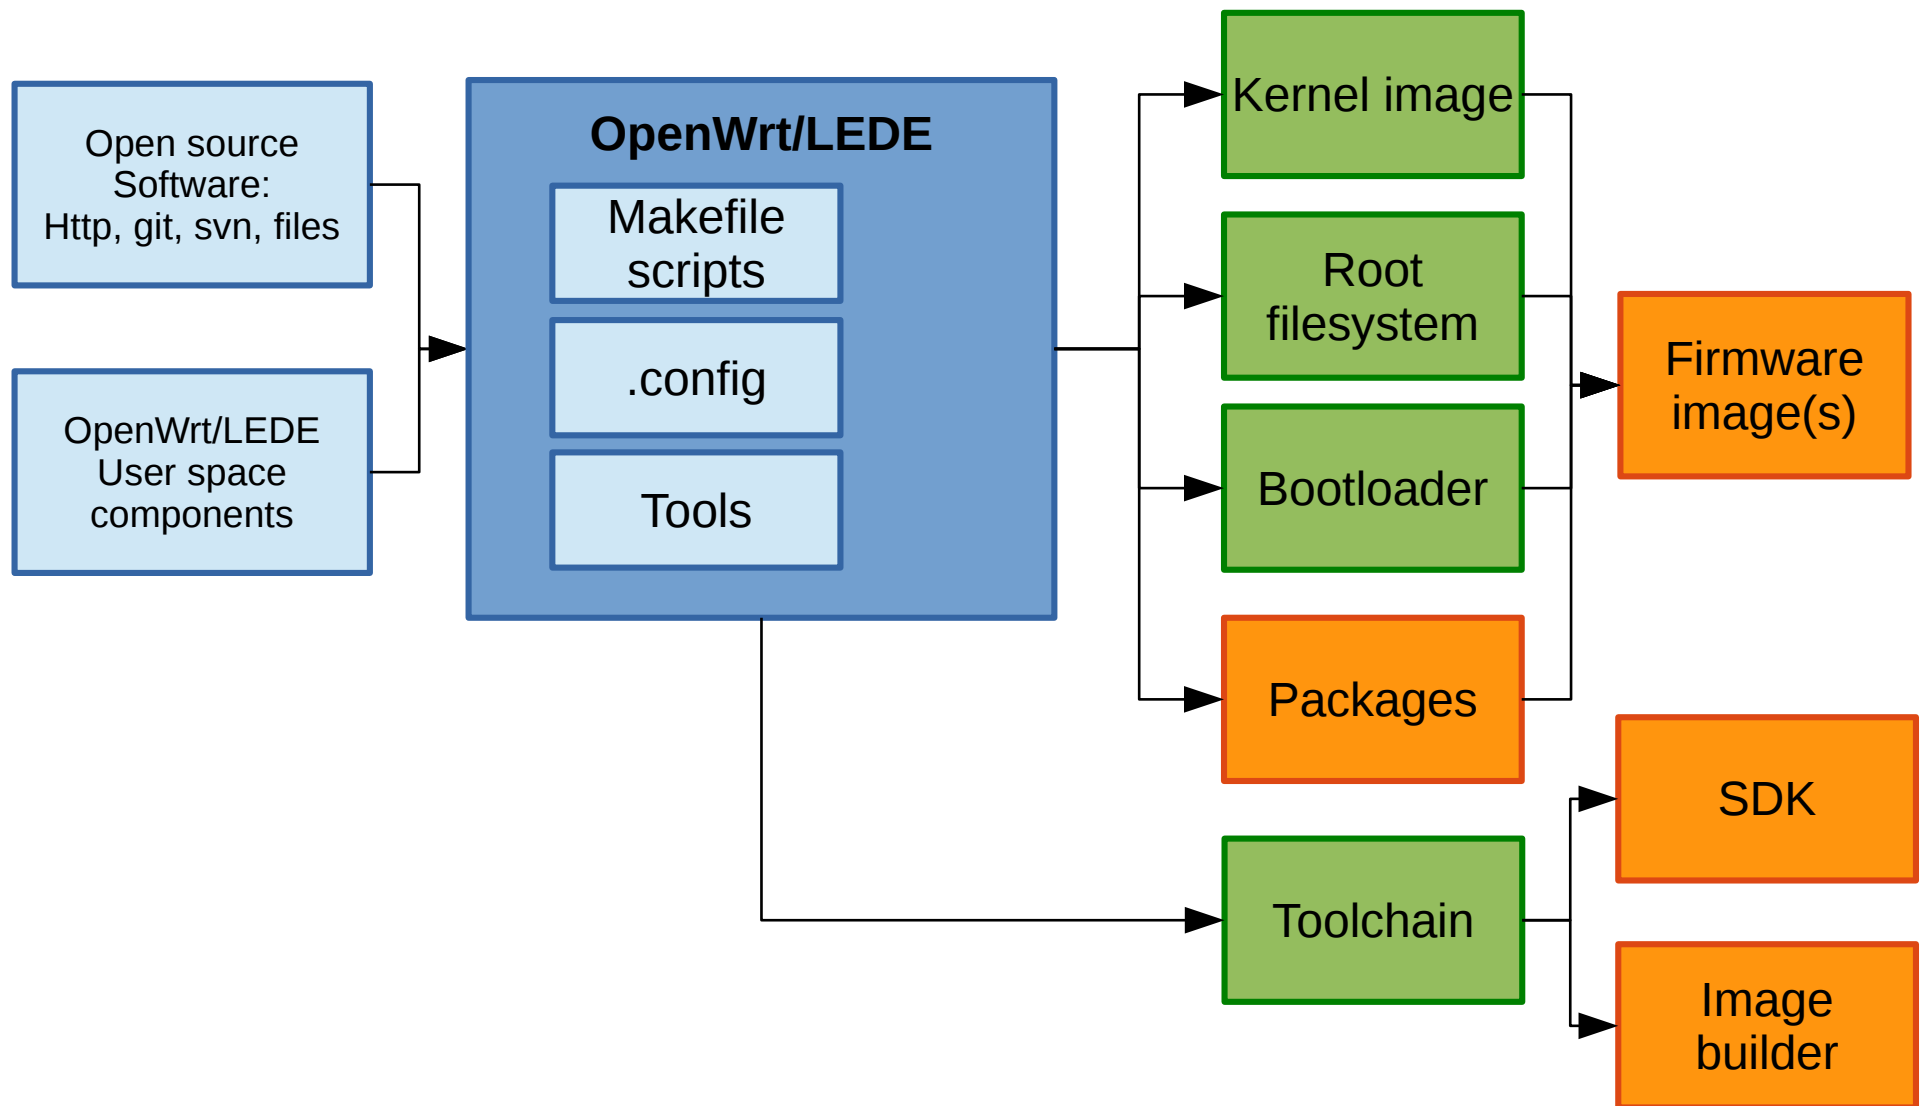 Open source
Software:
Http, git, svn, files
OpenWrt/LEDE
User space
components
OpenWrt/LEDE
Makefile
scripts
.config
Tools
Kernel image
Root
filesystem
Bootloader
Packages
Toolchain
Firmware
image(s)
SDK
Image
builder